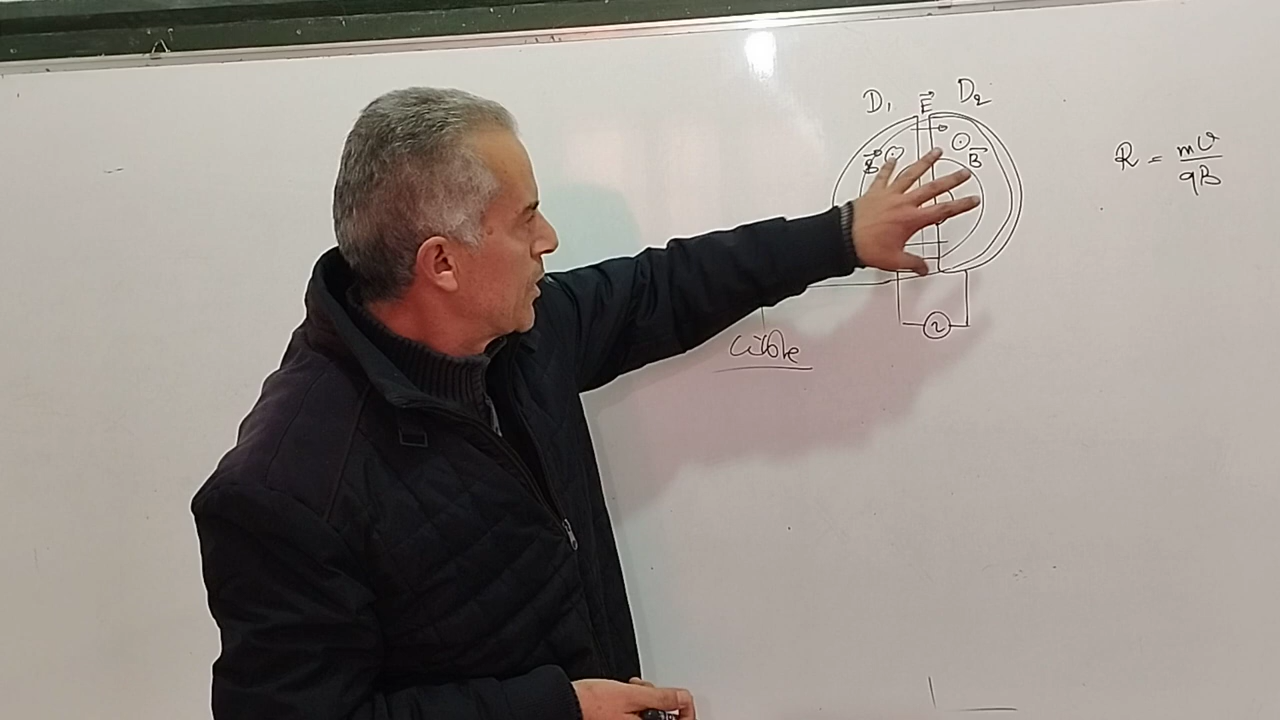 D₁ E⃗ D₂
B⃗ B⃗
R = mv/qB
~
cible